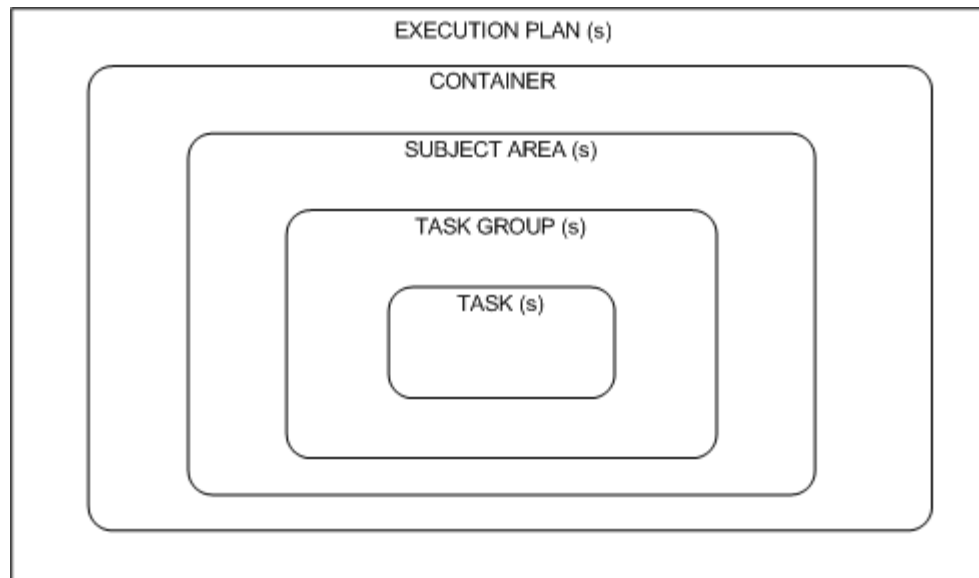 EXECUTION PLAN (s)
CONTAINER
SUBJECT AREA (s)
TASK GROUP (s)
TASK (s)